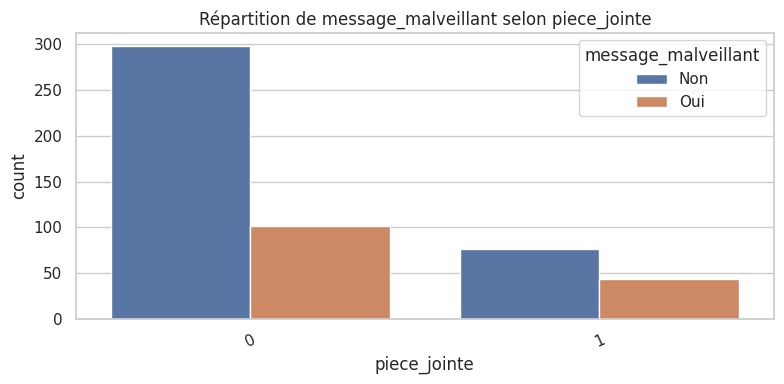 Répartition de message_malveillant selon piece_jointe
message_malveillant
Non
Oui
300
250
200
150
100
50
0
count
0
1
piece_jointe